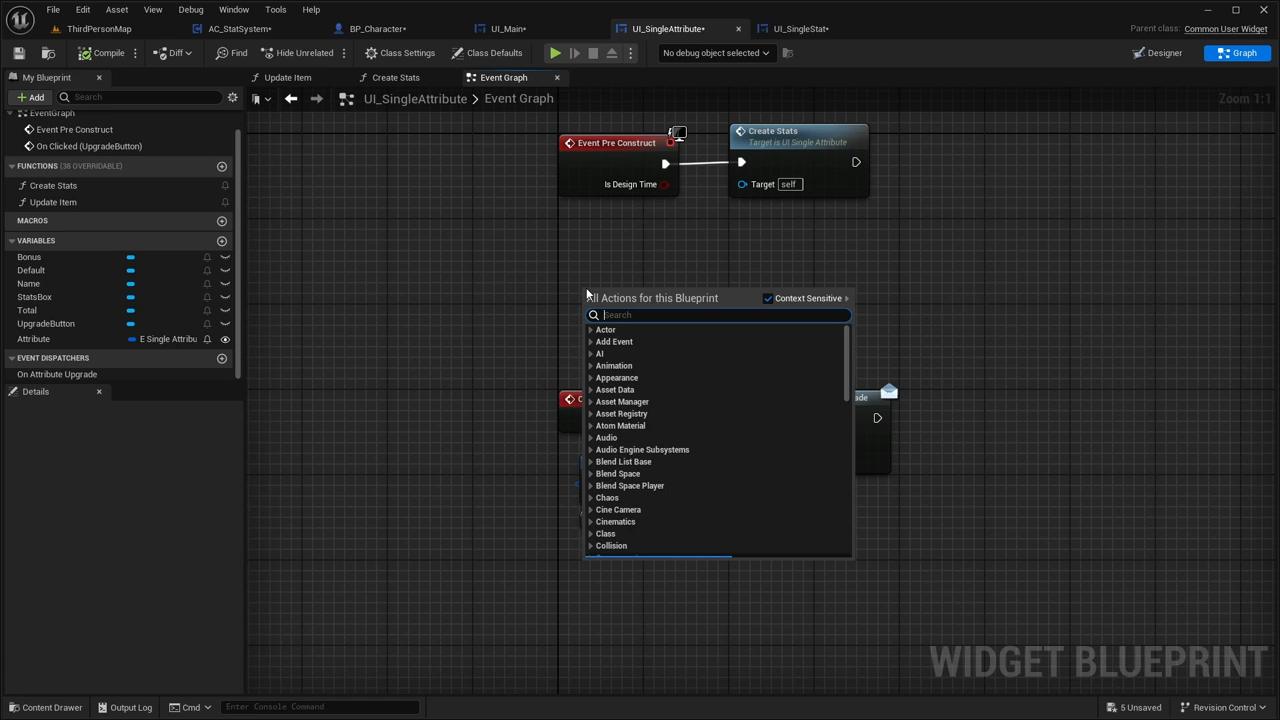 File Edit Asset View Debug Window Tools Help
ThirdPersonMap AC_StatSystem* BP_Character* UI_Main* UI_SingleAttribute* UI_SingleStat* Parent class: Common User Widget
Compile Diff Find Hide Unrelated Class Settings Class Defaults No debug object selected Designer Graph
My Blueprint Update Item Create Stats Event Graph
Add Search UI_SingleAttribute > Event Graph Zoom 1:1
EventGraph
Event Pre Construct
On Clicked (UpgradeButton)
FUNCTIONS (38 OVERRIDABLE)
Create Stats
Update Item
MACROS
VARIABLES
Bonus
Default
Name
StatsBox
Total
UpgradeButton
Attribute E Single Attribu
EVENT DISPATCHERS
On Attribute Upgrade
Details
Event Pre Construct
Is Design Time
Create Stats
Target is UI Single Attribute
Target self
All Actions for this Blueprint Context Sensitive
Search
Actor
Add Event
AI
Animation
Appearance
Asset Data
Asset Manager
Asset Registry
Atom Material
Audio
Audio Engine Subsystems
Blend List Base
Blend Space
Blend Space Player
Chaos
Cine Camera
Cinematics
Class
Collision
ade
WIDGET BLUEPRINT
Content Drawer Output Log Cmd Enter Console Command 5 Unsaved Revision Control